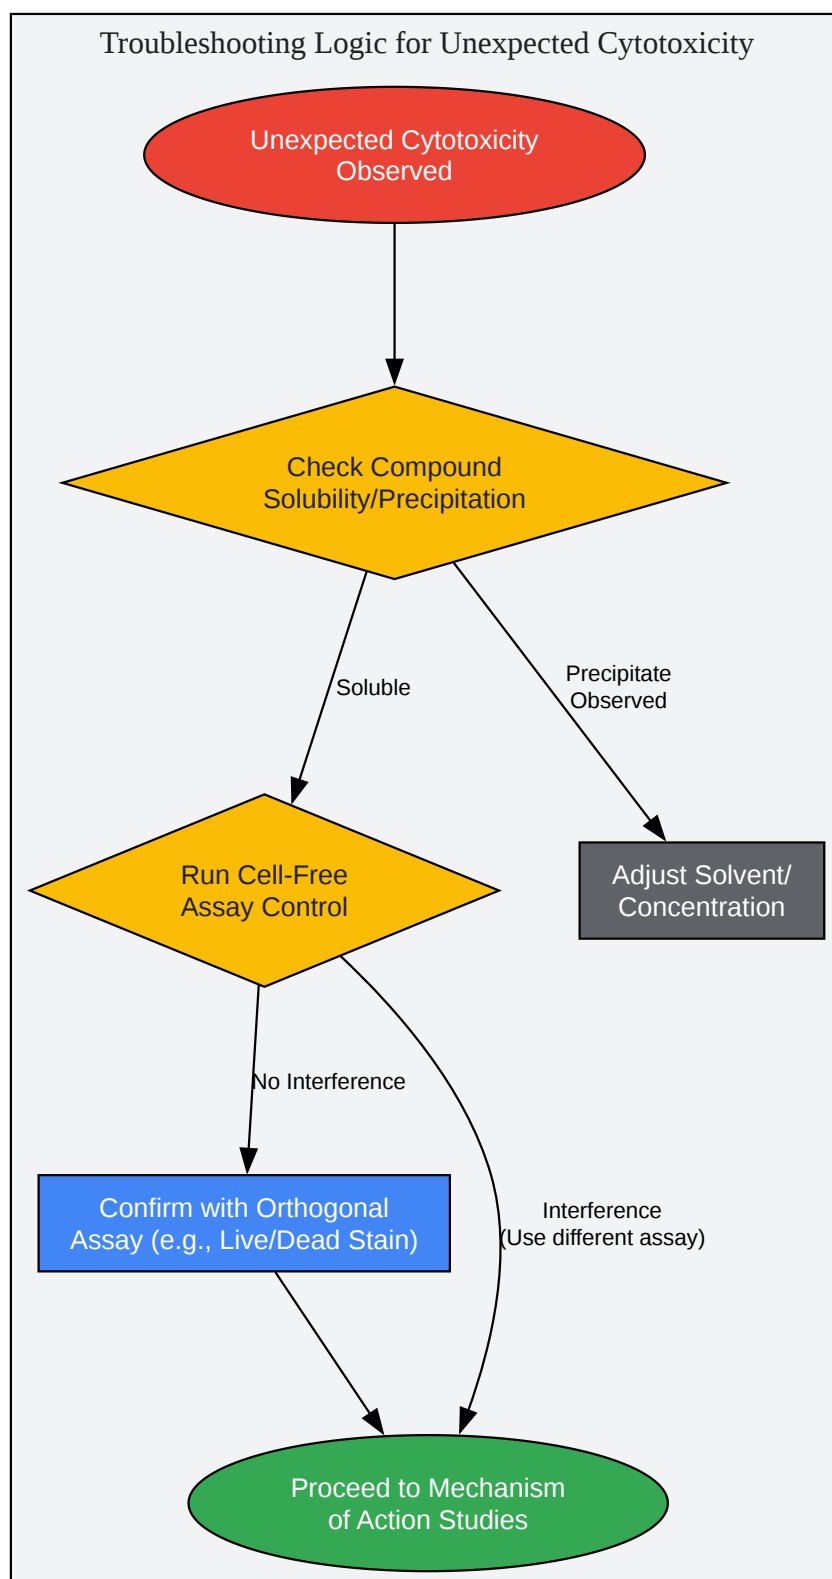 Troubleshooting Logic for Unexpected Cytotoxicity
Unexpected Cytotoxicity
Observed
Check Compound
Solubility/Precipitation
Soluble
Precipitate
Observed
Run Cell-Free
Assay Control
Adjust Solvent/
Concentration
No Interference
Confirm with Orthogonal
Assay (e.g., Live/Dead Stain)
Interference
(Use different assay)
Proceed to Mechanism
of Action Studies